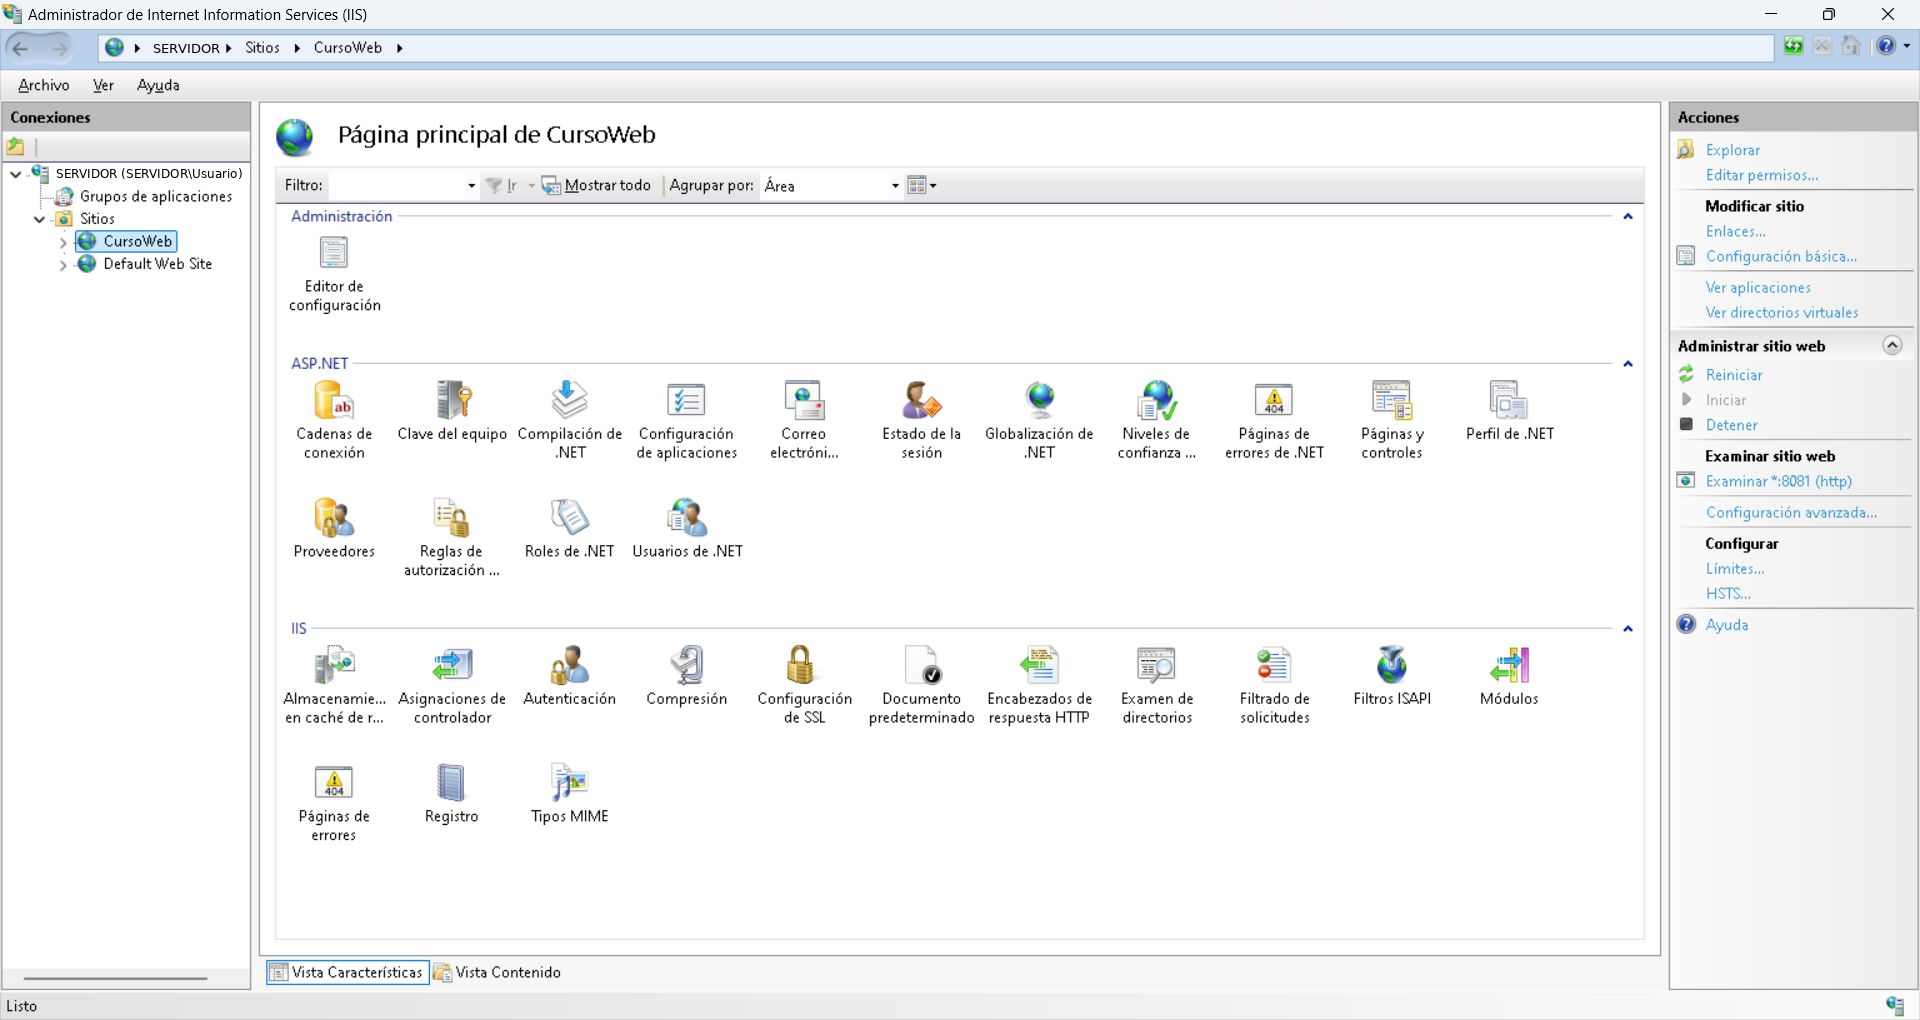 Administrador de Internet Information Services (IIS)
SERVIDOR Sitios CursoWeb
Archivo Ver Ayuda
Conexiones
SERVIDOR (SERVIDOR\Usuario)
Grupos de aplicaciones
Sitios
CursoWeb
Default Web Site
Página principal de CursoWeb
Filtro: Ir Mostrar todo Agrupar por: Área
Administración
Editor de
configuración
ASP.NET
Cadenas de
conexión
Clave del equipo
Compilación de
.NET
Configuración
de aplicaciones
Correo
electróni...
Estado de la
sesión
Globalización de
.NET
Niveles de
confianza ...
404
Páginas de
errores de .NET
Páginas y
controles
Perfil de .NET
ab
Proveedores
Reglas de
autorización ...
Roles de .NET
Usuarios de .NET
IIS
Almacenamie...
en caché de r...
Asignaciones de
controlador
Autenticación
Compresión
Configuración
de SSL
Documento
predeterminado
Encabezados de
respuesta HTTP
Examen de
directorios
Filtrado de
solicitudes
Filtros ISAPI
Módulos
404
Páginas de
errores
Registro
Tipos MIME
Vista Características Vista Contenido
Acciones
Explorar
Editar permisos...
Modificar sitio
Enlaces...
Configuración básica...
Ver aplicaciones
Ver directorios virtuales
Administrar sitio web
Reiniciar
Iniciar
Detener
Examinar sitio web
Examinar *:8081 (http)
Configuración avanzada...
Configurar
Límites...
HSTS...
Ayuda
Listo